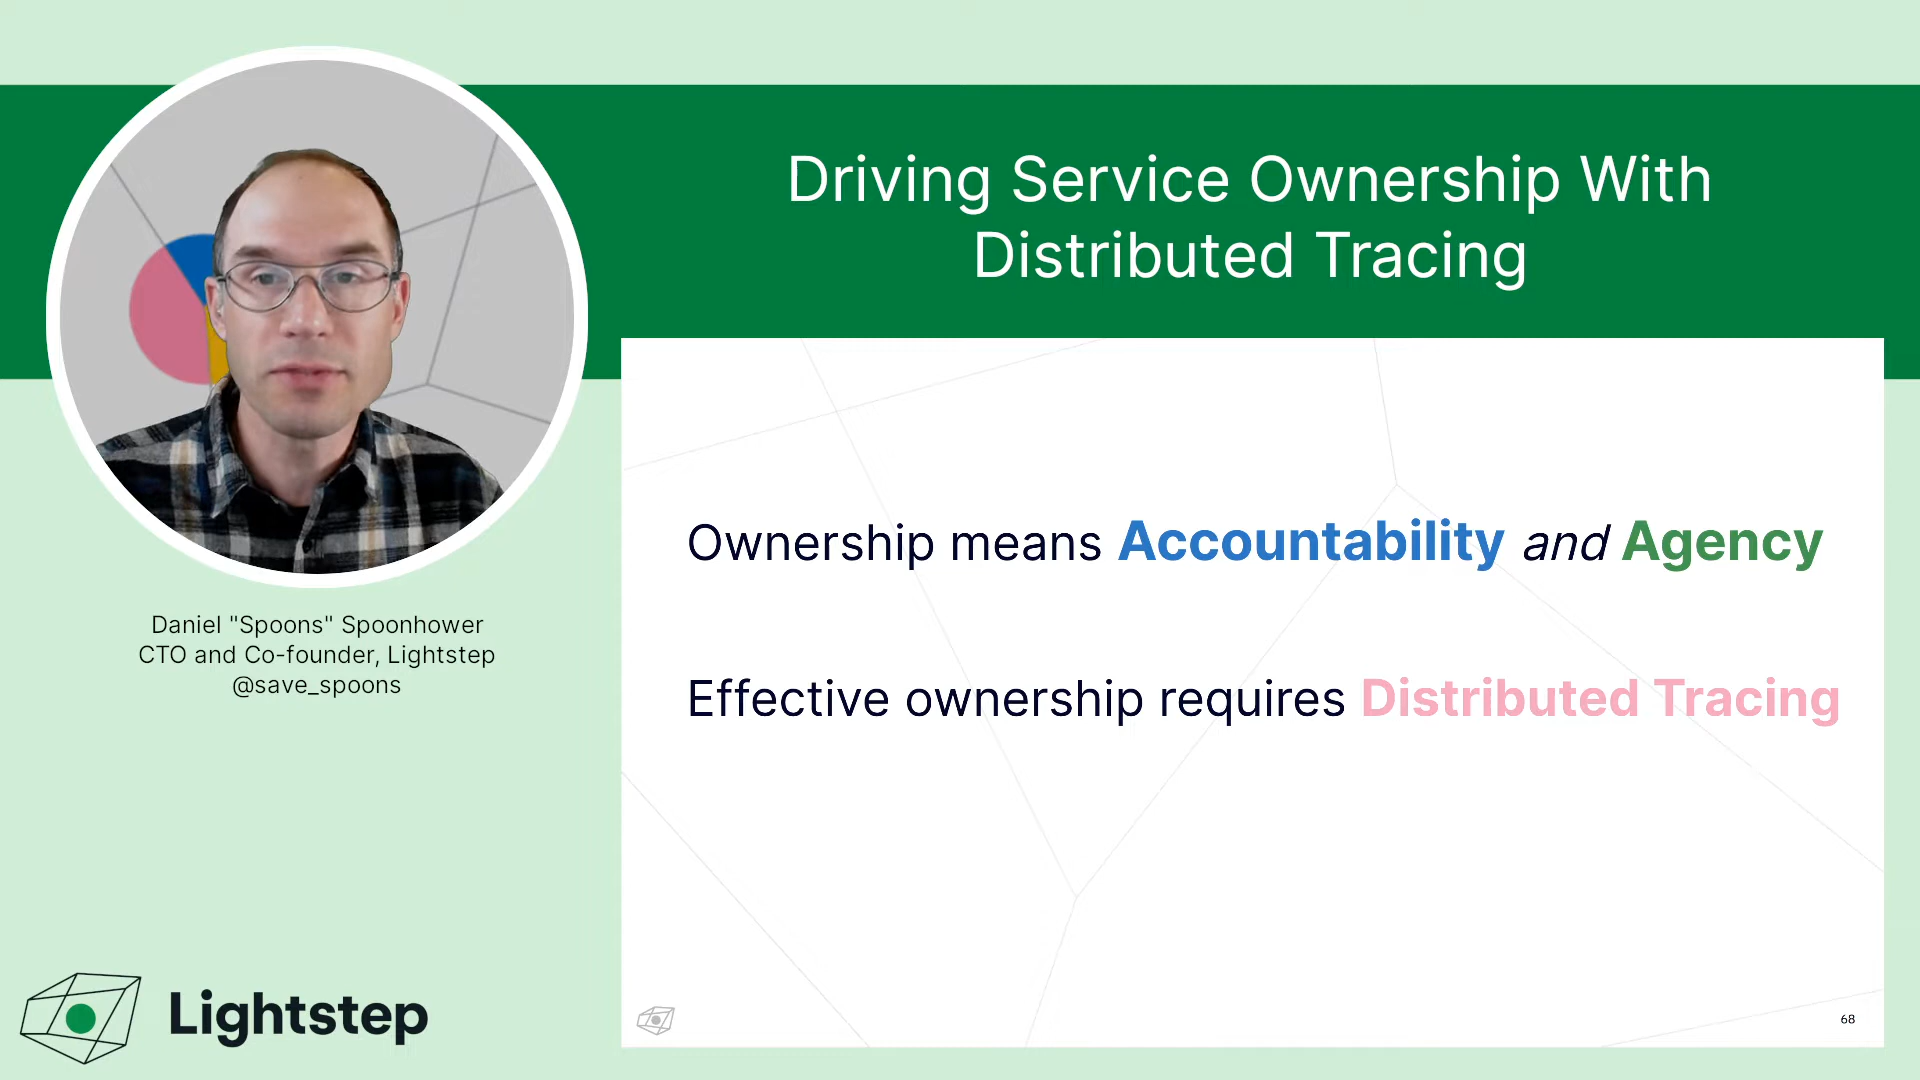 Driving Service Ownership With
Distributed Tracing
Daniel "Spoons" Spoonhower
CTO and Co-founder, Lightstep
@save_spoons
Ownership means Accountability and Agency
Effective ownership requires Distributed Tracing
Lightstep
68